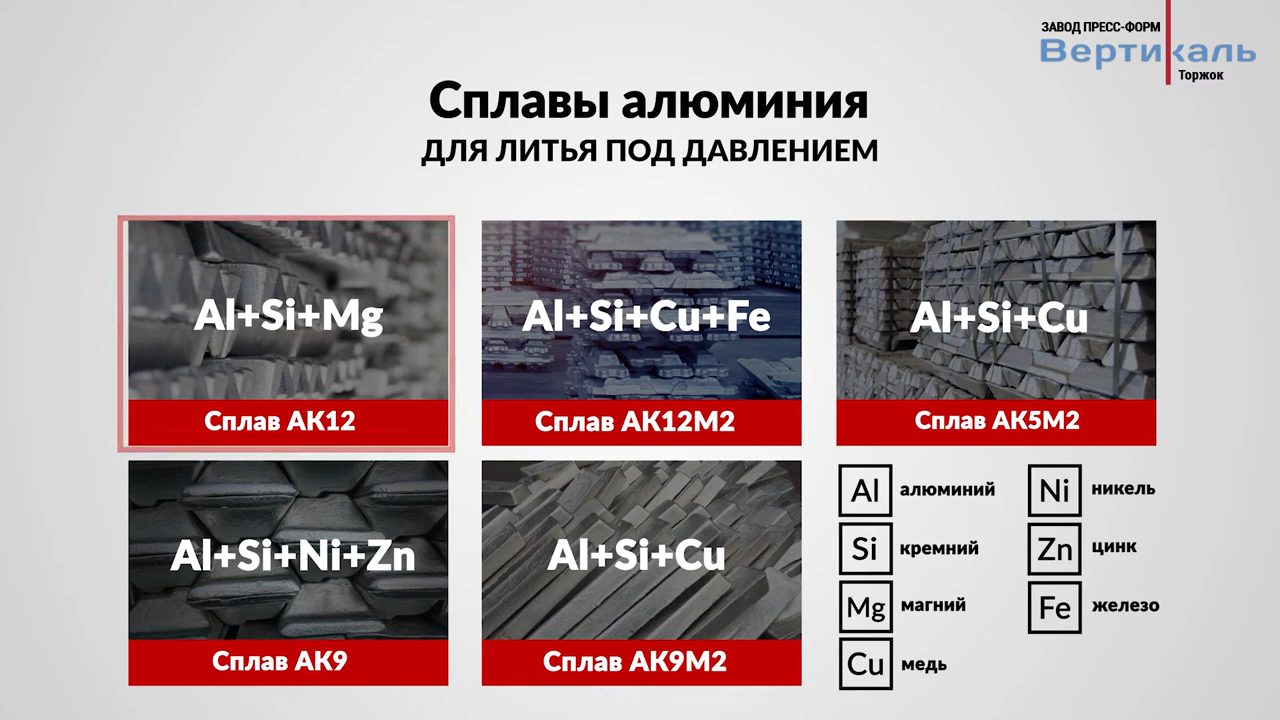 ЗАВОД ПРЕСС-ФОРМ
Вертикаль
Торжок
Сплавы алюминия
ДЛЯ ЛИТЬЯ ПОД ДАВЛЕНИЕМ
Al+Si+Mg
Сплав АК12
Al+Si+Cu+Fe
Сплав АК12М2
Al+Si+Cu
Сплав АК5М2
Al+Si+Ni+Zn
Сплав АК9
Al+Si+Cu
Сплав АК9М2
Al алюминий
Si кремний
Mg магний
Cu медь
Ni никель
Zn цинк
Fe железо